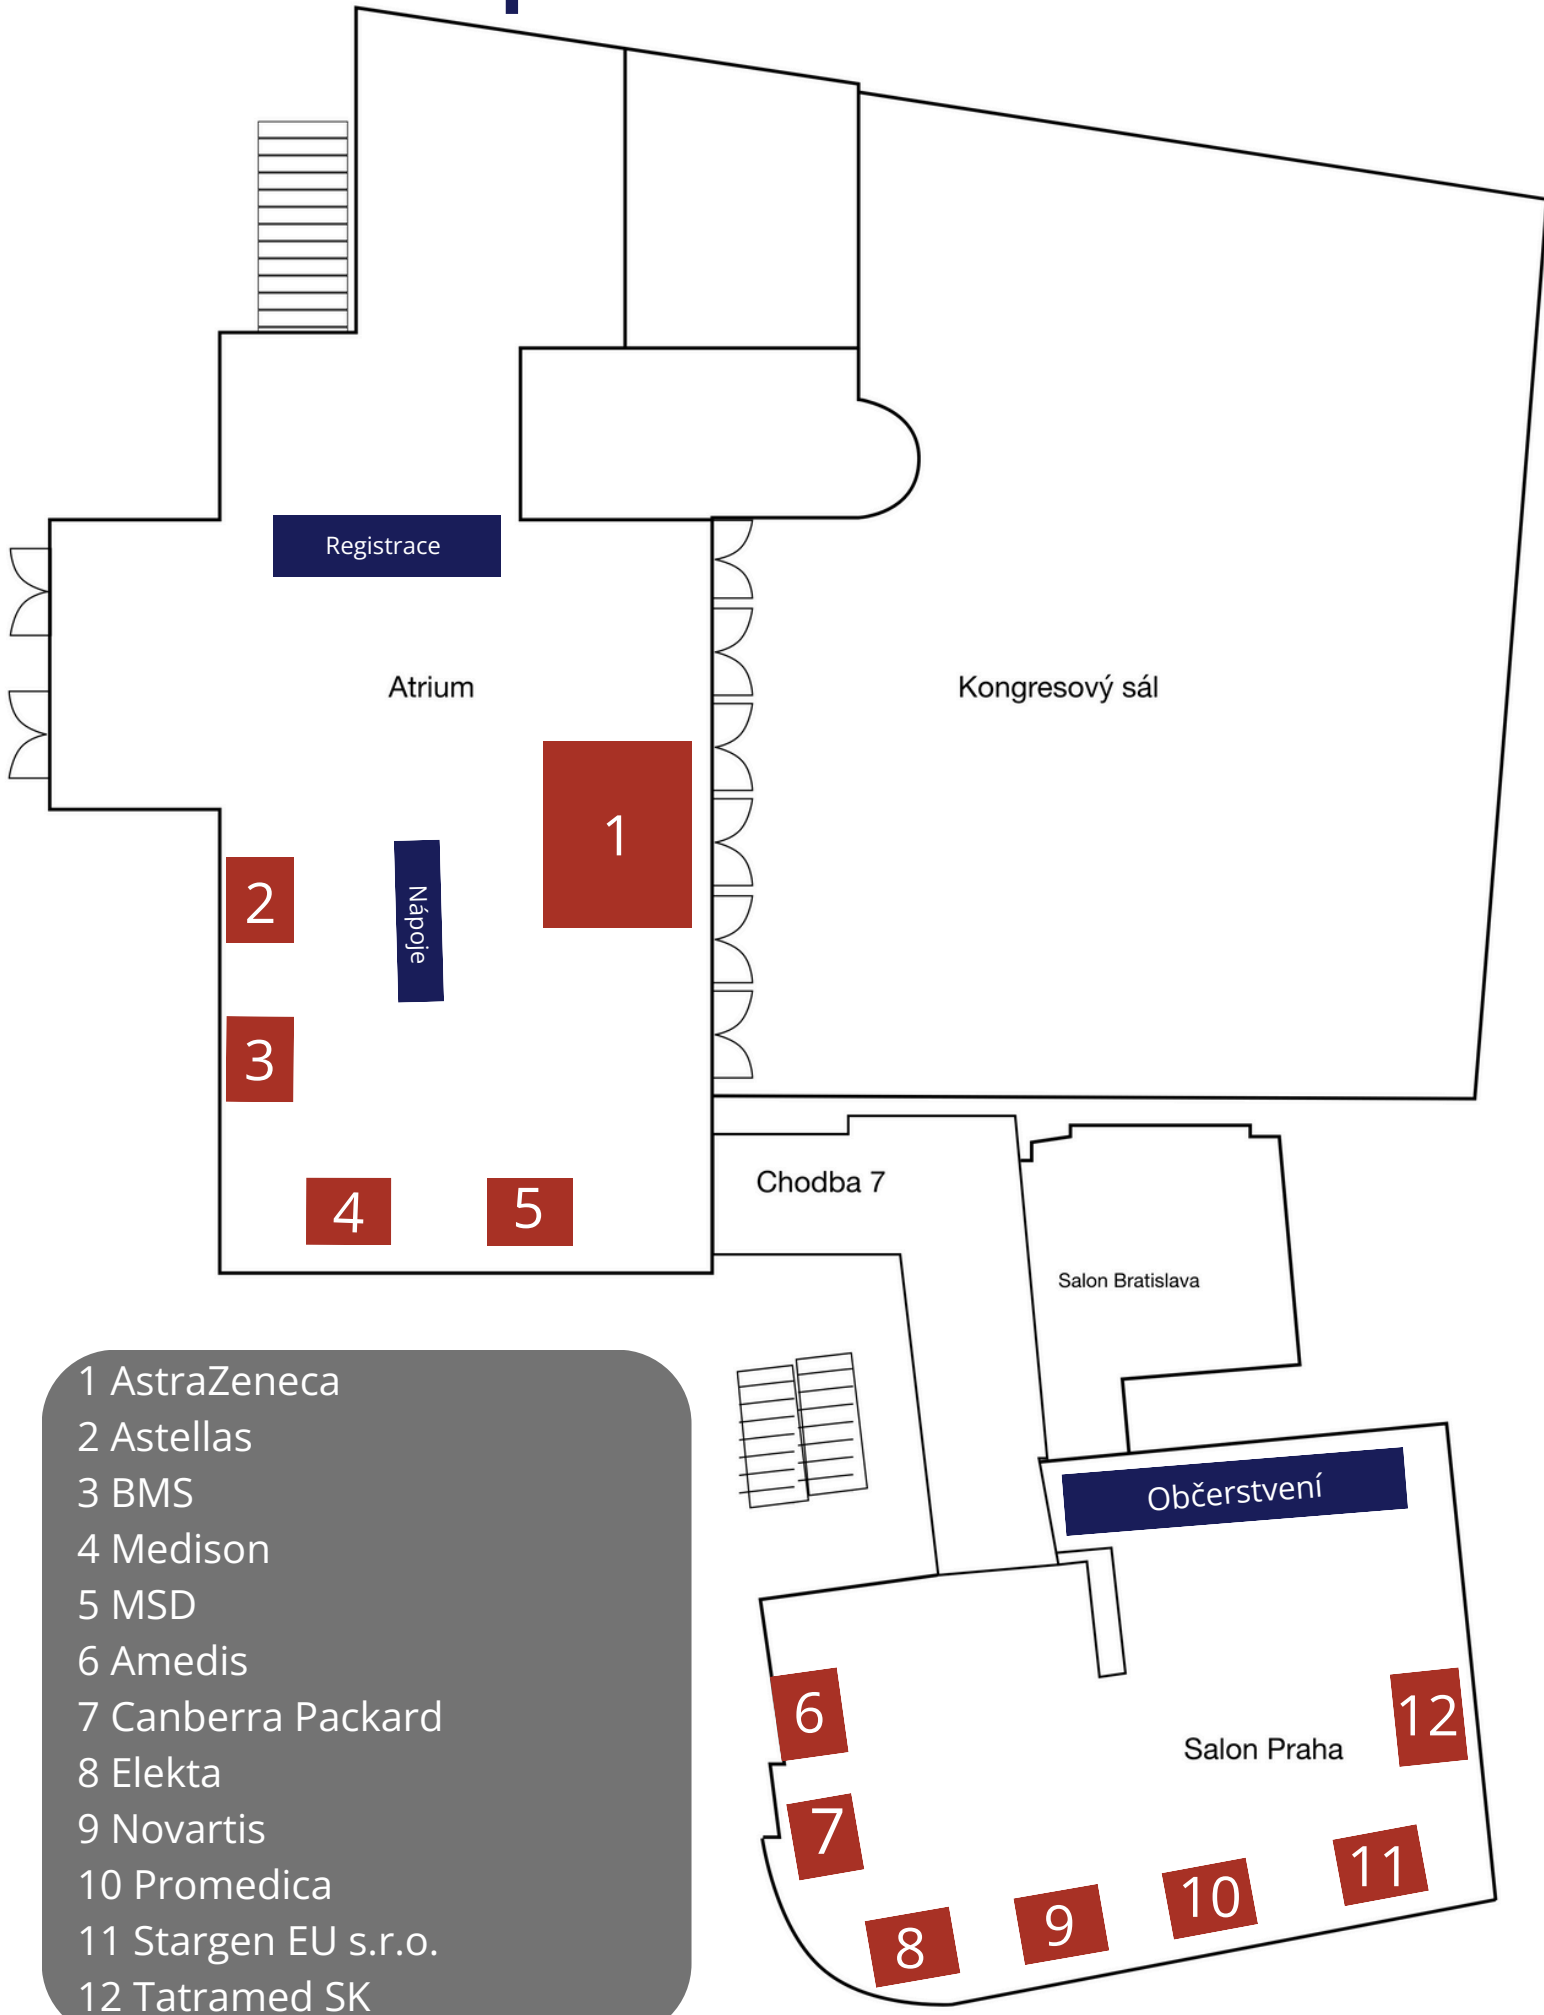 Registrace
Atrium
Kongresový sál
1
2
Nápoje
3
4
5
Chodba 7
Salon Bratislava
Občerstvení
6
12
Salon Praha
7
11
10
9
8
1 AstraZeneca
2 Astellas
3 BMS
4 Medison
5 MSD
6 Amedis
7 Canberra Packard
8 Elekta
9 Novartis
10 Promedica
11 Stargen EU s.r.o.
12 Tatramed SK